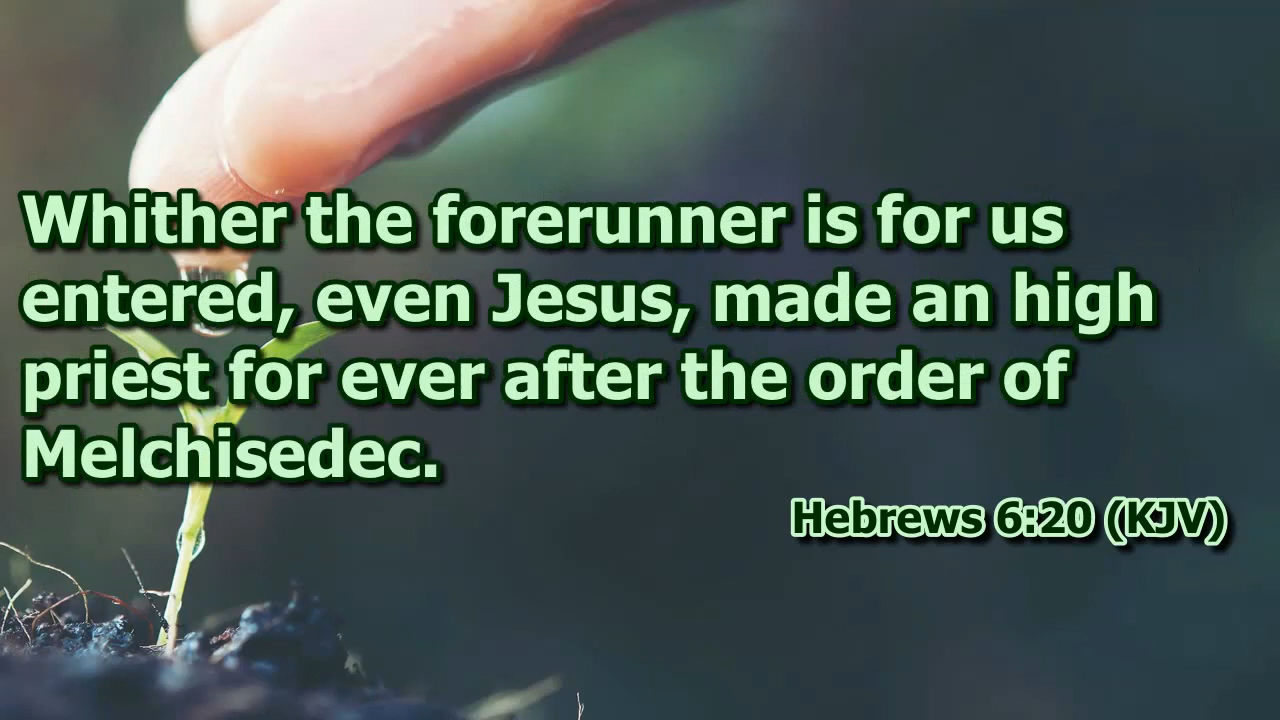 Whither the forerunner is for us
entered, even Jesus, made an high
priest for ever after the order of
Melchisedec.
Hebrews 6:20 (KJV)